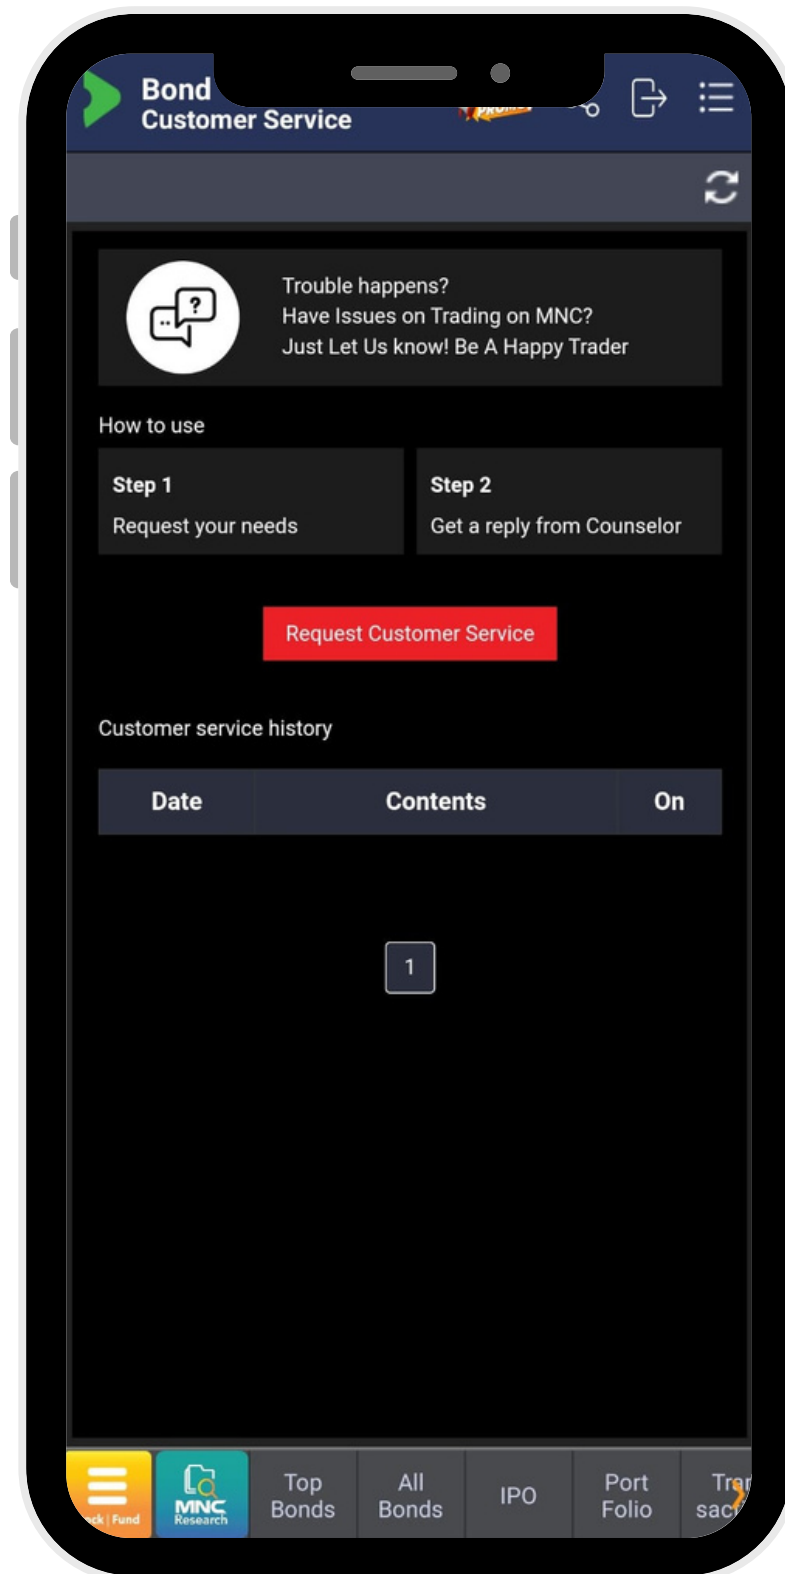 Bond
Customer Service
Trouble happens?
Have Issues on Trading on MNC?
Just Let Us know! Be A Happy Trader
How to use
Step 1
Request your needs
Step 2
Get a reply from Counselor
Request Customer Service
Customer service history
Date Contents On
1
Fund
MNC
Research
Top
Bonds
All
Bonds
IPO
Port
Folio